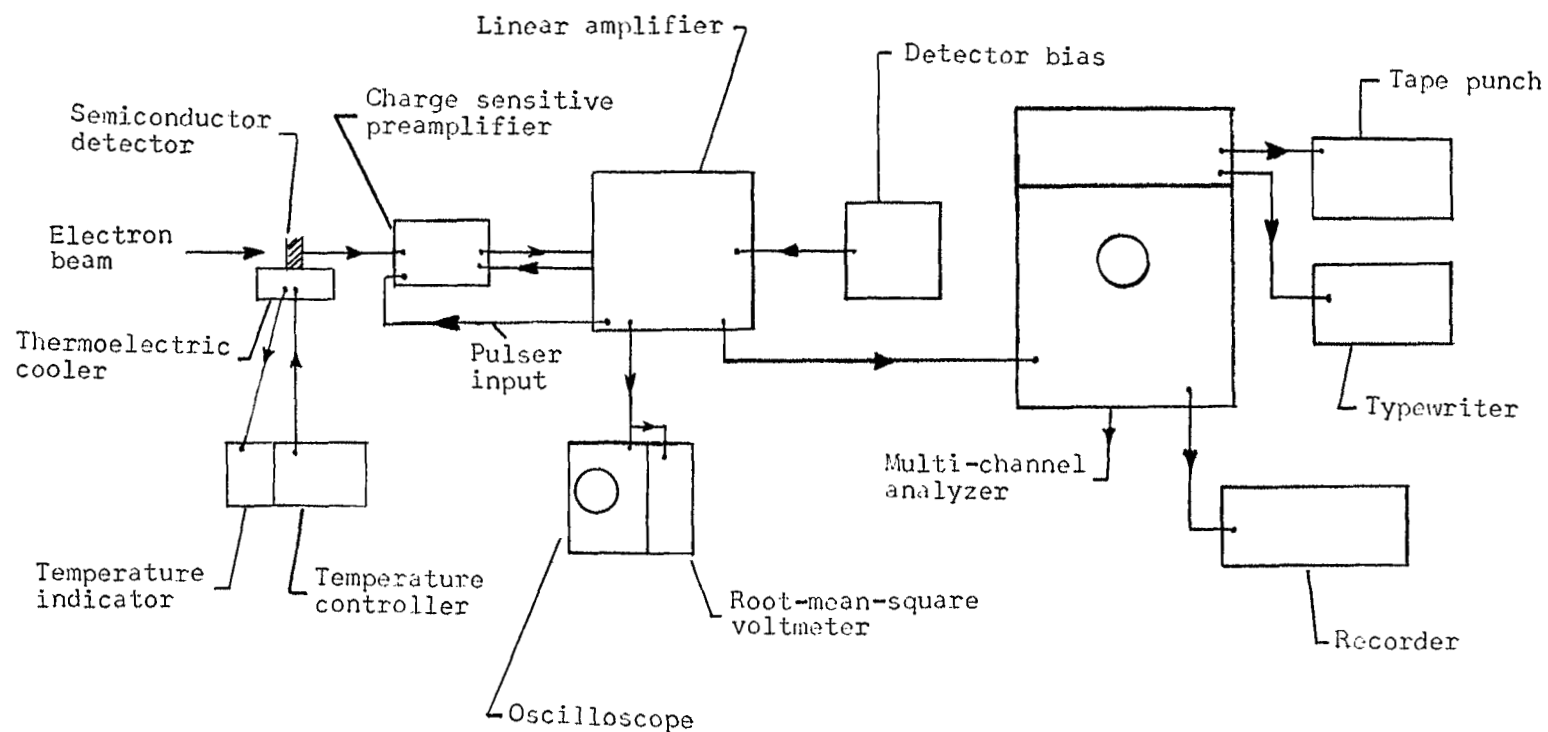 Linear amplifier
Detector bias
Tape punch
Charge sensitive
preamplifier
Semiconductor
detector
Electron
beam
Thermoelectric
cooler
Pulser
input
Typewriter
Multi-channel
analyzer
Temperature
indicator
Temperature
controller
Root-mean-square
voltmeter
Recorder
Oscilloscope